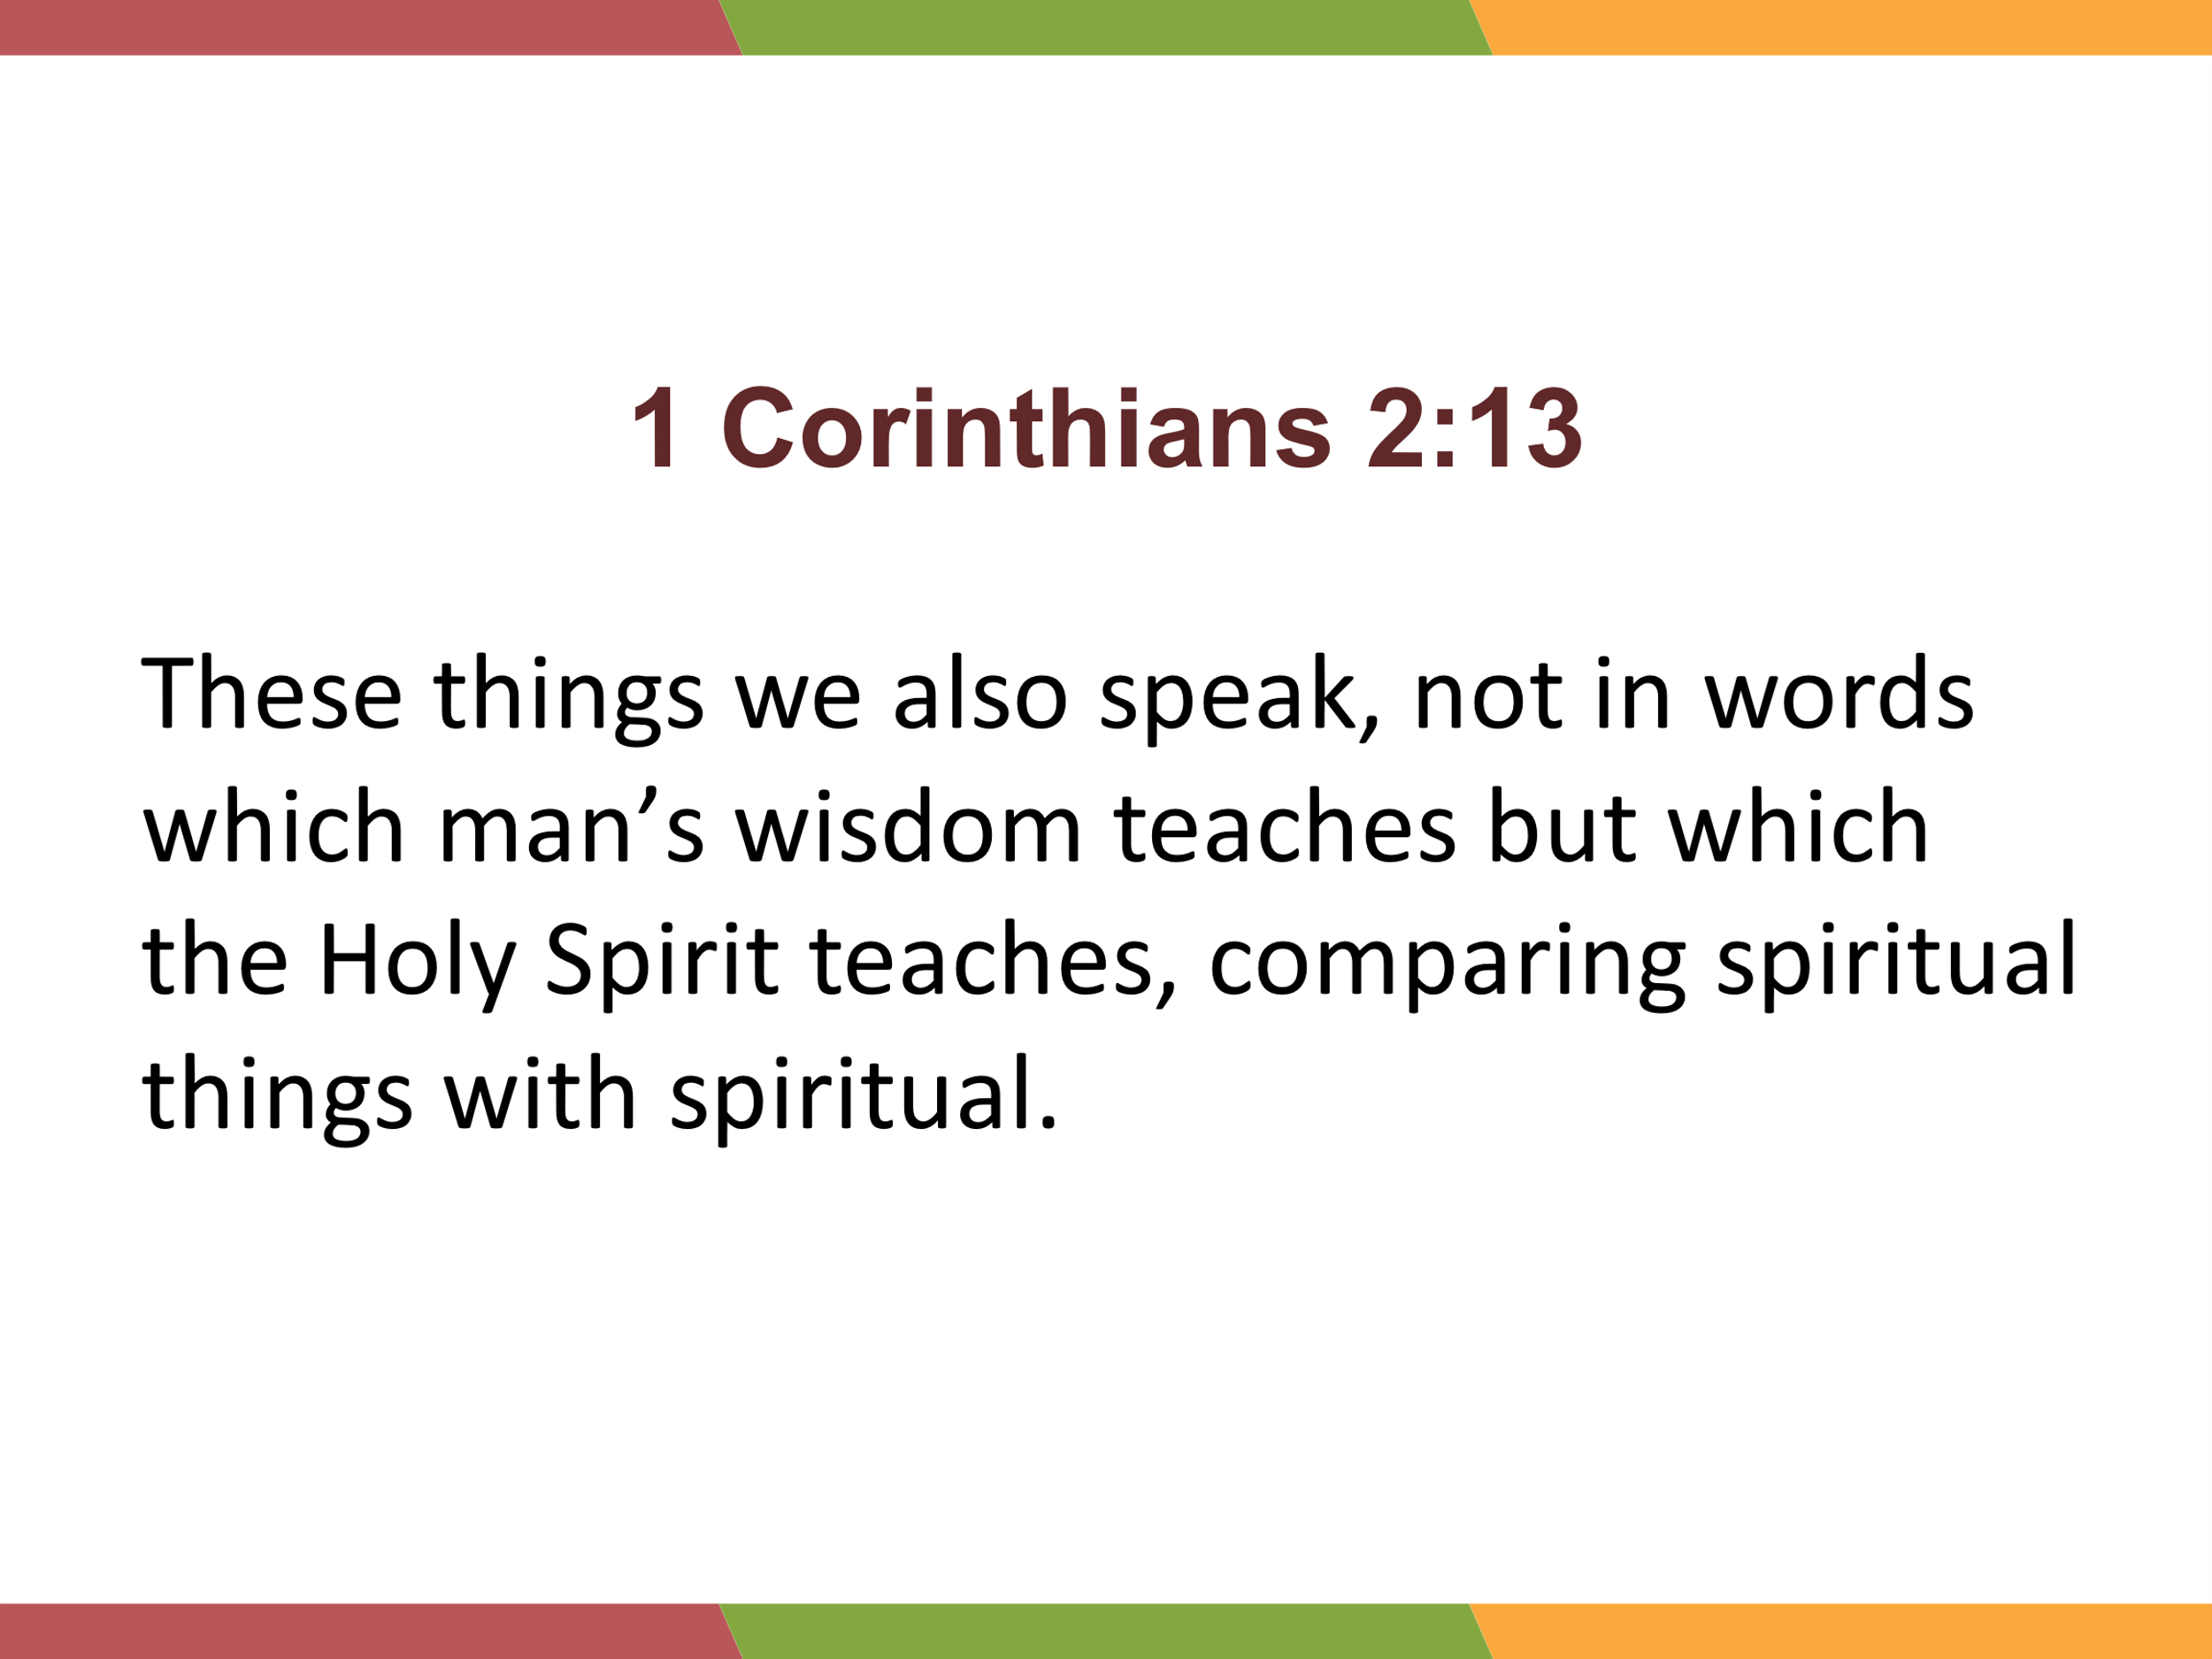 1 Corinthians 2:13
These things we also speak, not in words
which man’s wisdom teaches but which
the Holy Spirit teaches, comparing spiritual
things with spiritual.